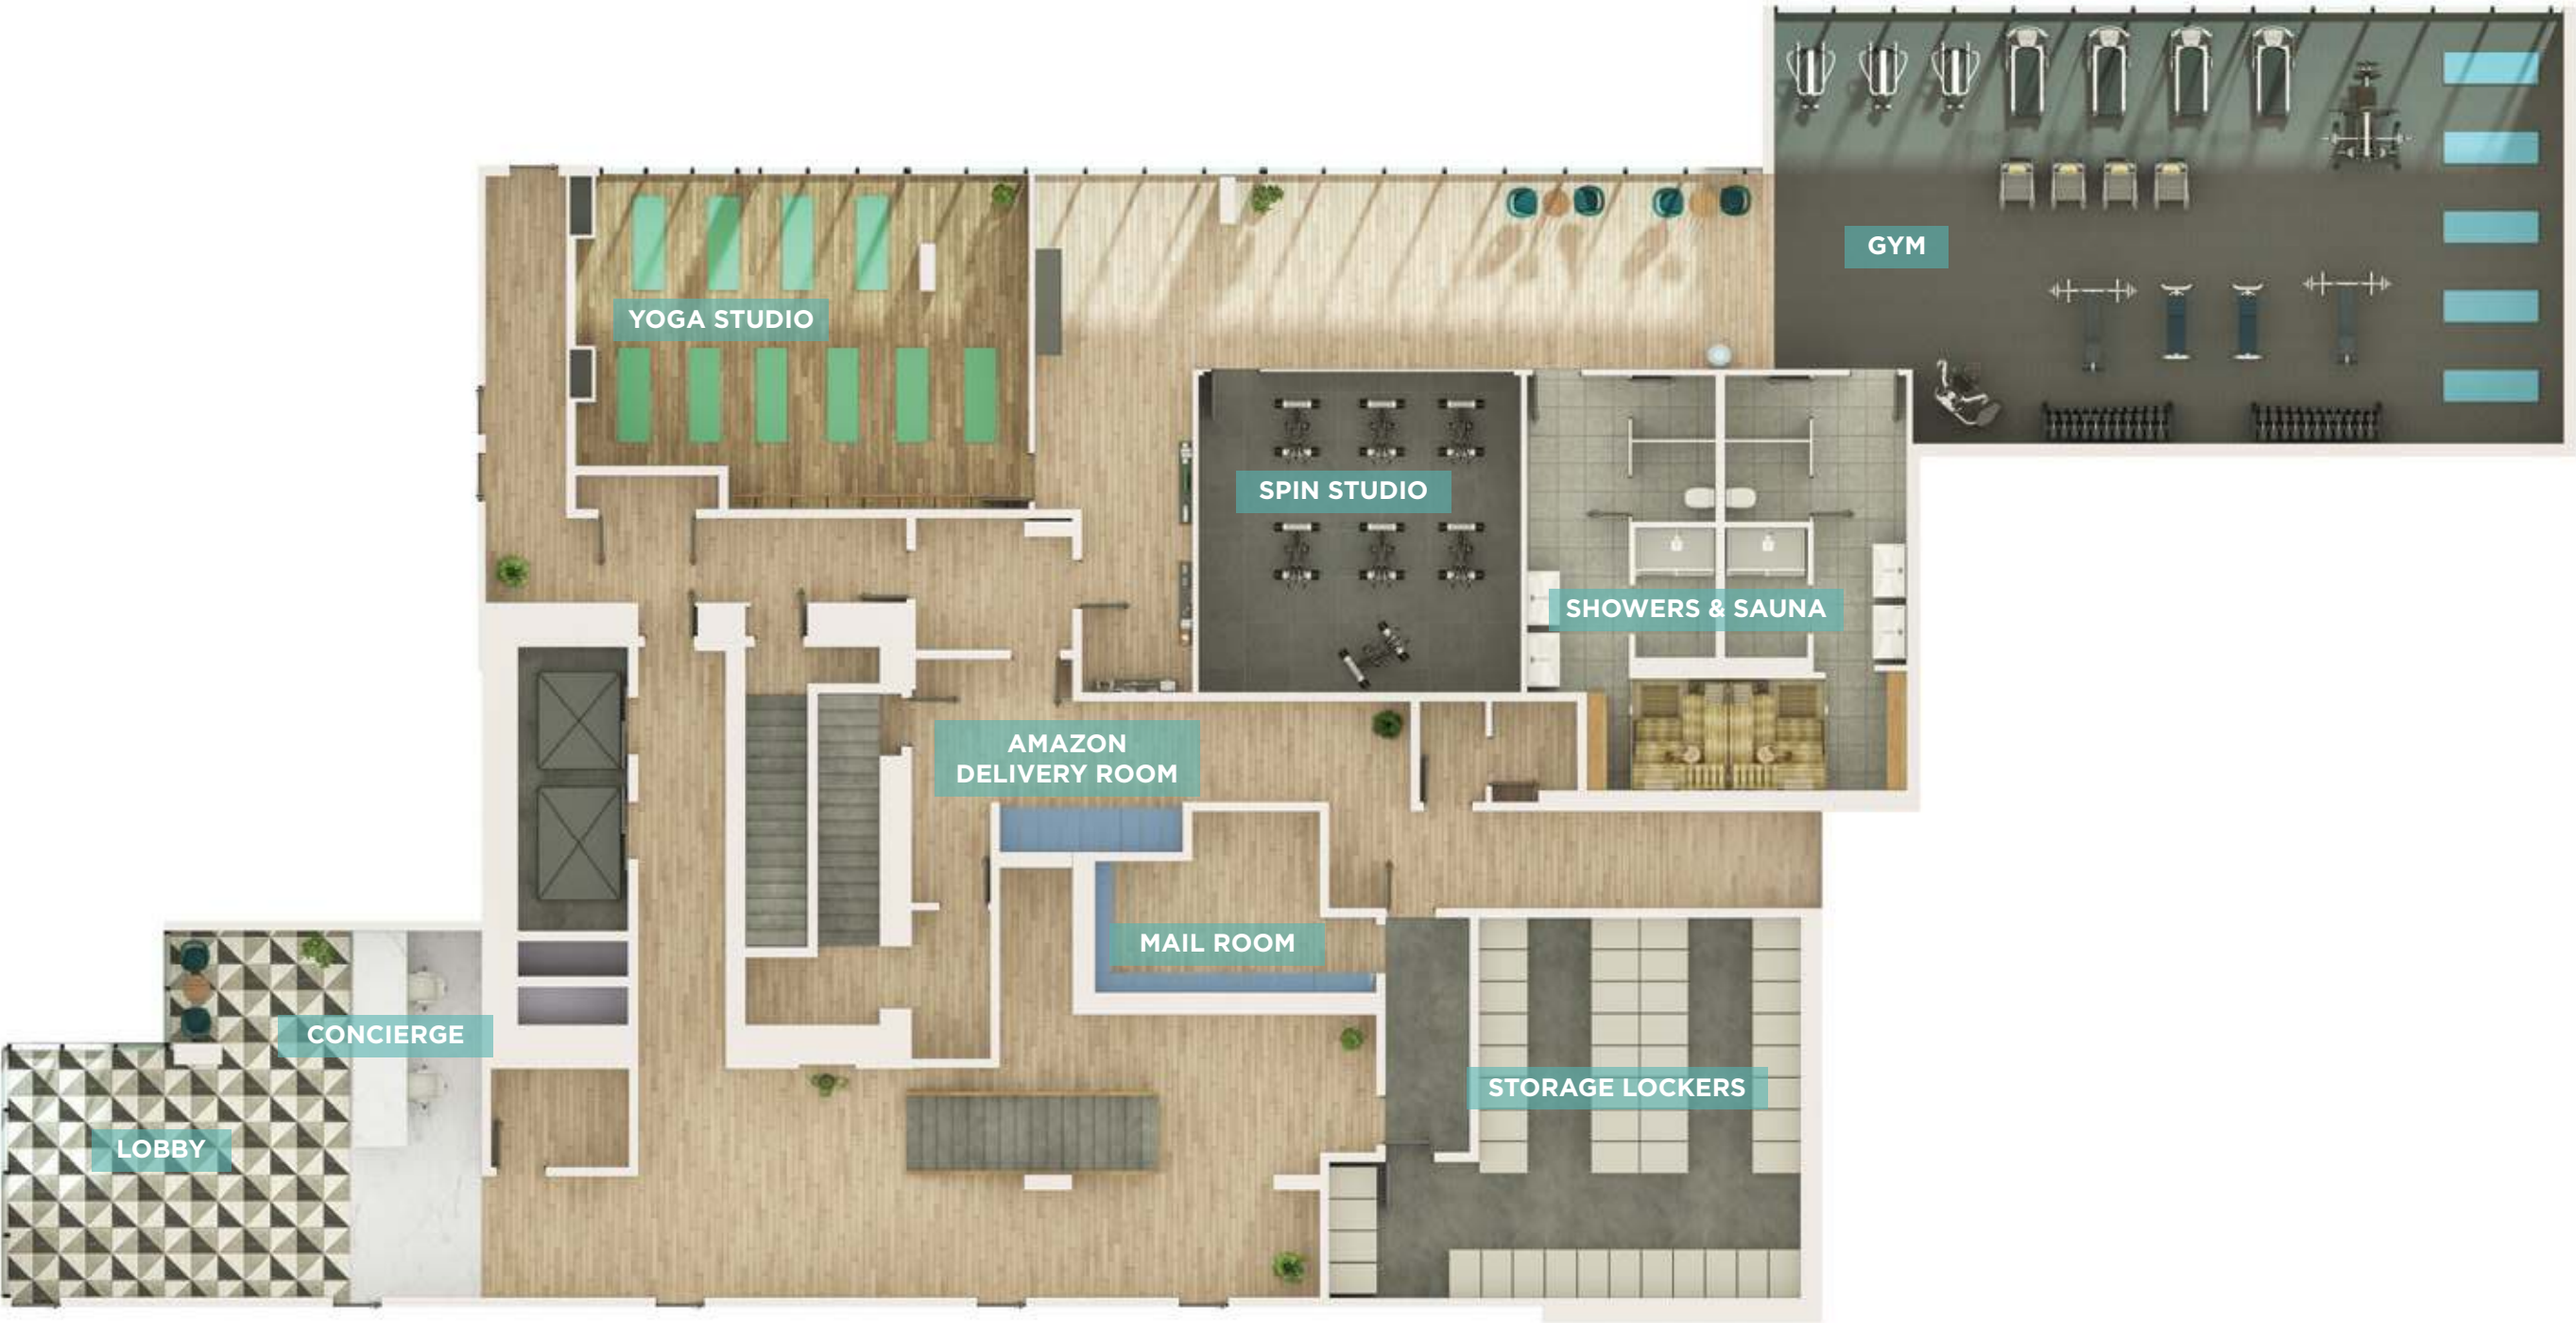 GYM
YOGA STUDIO
SPIN STUDIO
SHOWERS & SAUNA
AMAZON
DELIVERY ROOM
MAIL ROOM
CONCIERGE
STORAGE LOCKERS
LOBBY